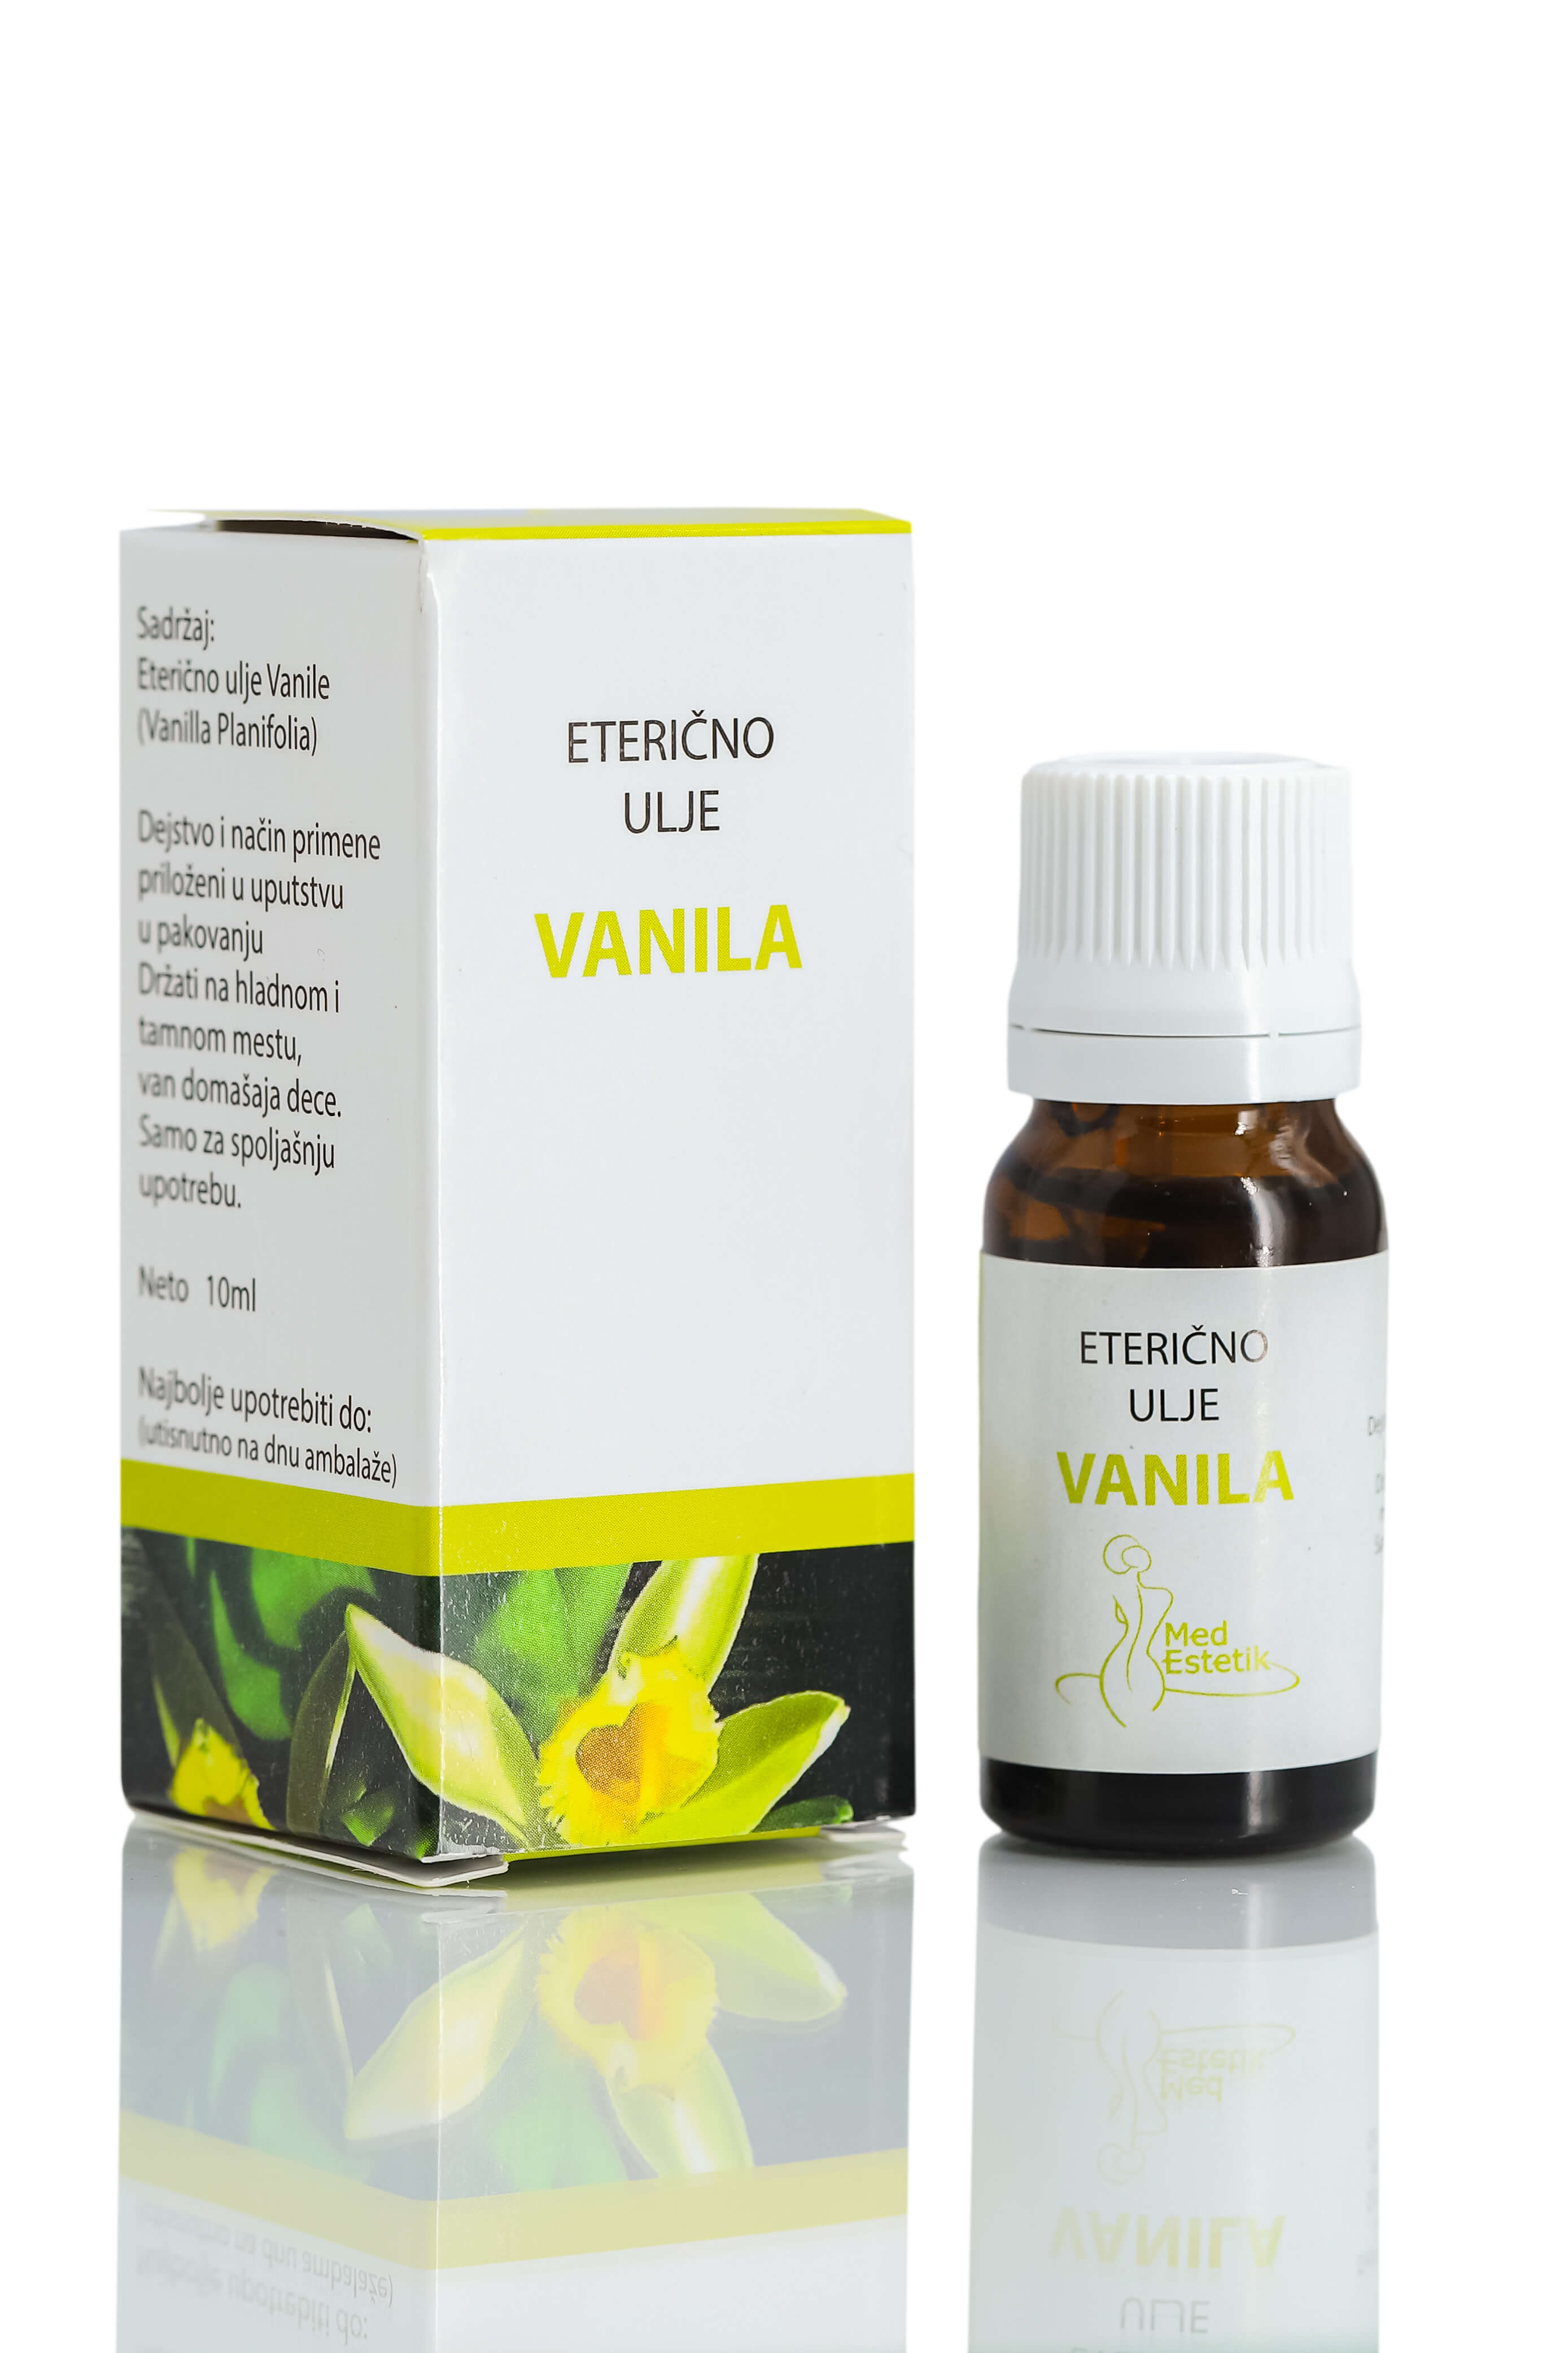 Sadržaj:
Eterično ulje Vanile
(Vanilla Planifolia)
Dejstvo i način primene
priloženi u uputstvu
u pakovanju
Držati na hladnom i
tamnom mestu,
van domašaja dece.
Samo za spoljašnju
upotrebu.
Neto 10ml
Najbolje upotrebiti do:
(utisnutno na dnu ambalaže)
ETERIČNO
ULJE
VANILA
ETERIČNO
ULJE
VANILA
Med
Estetik